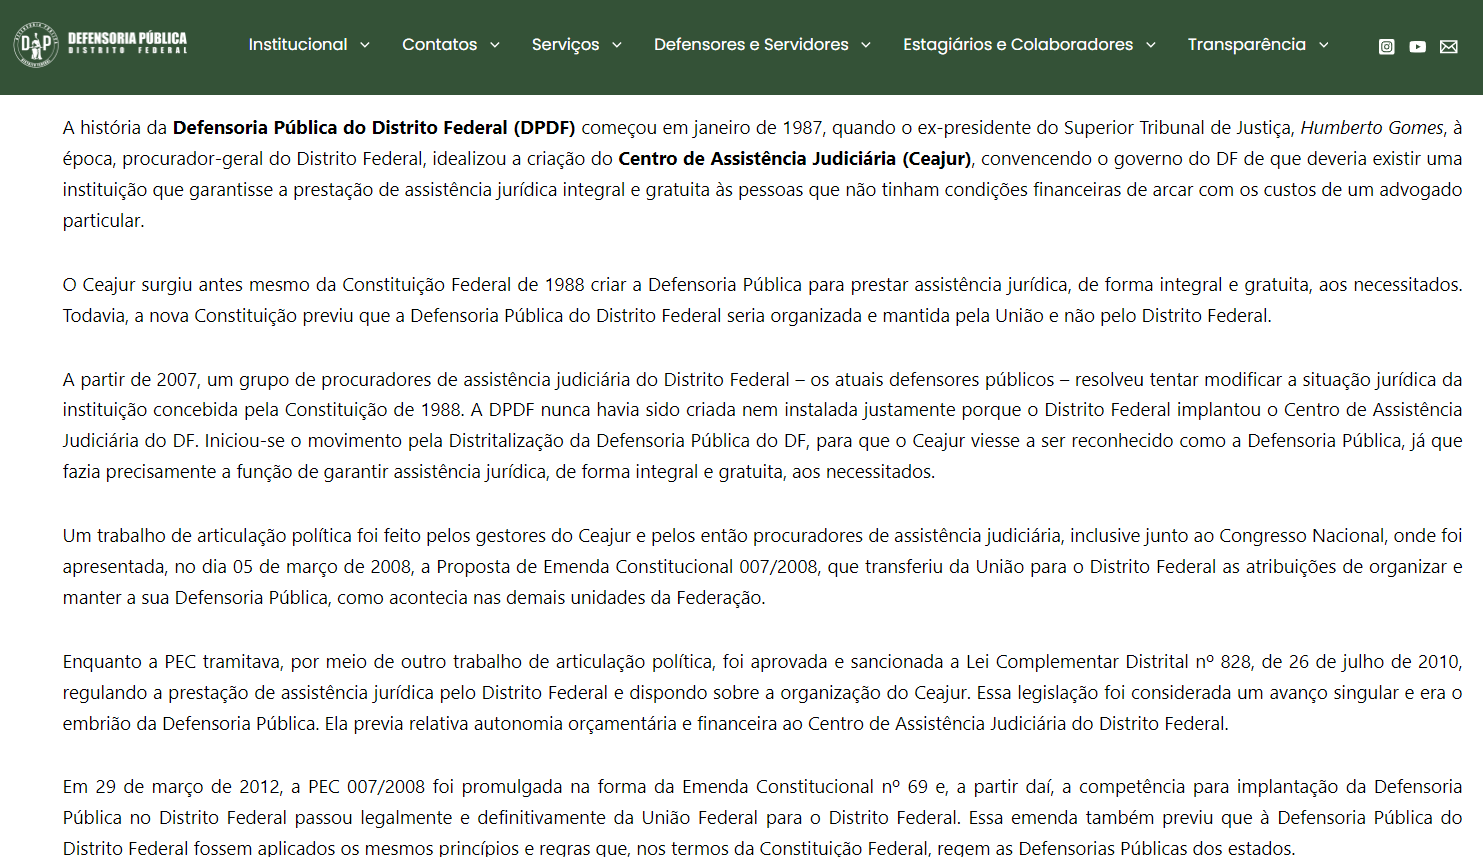 DEFENSORIA PÚBLICA
DISTRITO FEDERAL
Institucional
Contatos
Serviços
Defensores e Servidores
Estagiários e Colaboradores
Transparência
A história da Defensoria Pública do Distrito Federal (DPDF) começou em janeiro de 1987, quando o ex-presidente do Superior Tribunal de Justiça, Humberto Gomes, à
época, procurador-geral do Distrito Federal, idealizou a criação do Centro de Assistência Judiciária (Ceajur), convencendo o governo do DF de que deveria existir uma
instituição que garantisse a prestação de assistência jurídica integral e gratuita às pessoas que não tinham condições financeiras de arcar com os custos de um advogado
particular.
O Ceajur surgiu antes mesmo da Constituição Federal de 1988 criar a Defensoria Pública para prestar assistência jurídica, de forma integral e gratuita, aos necessitados.
Todavia, a nova Constituição previu que a Defensoria Pública do Distrito Federal seria organizada e mantida pela União e não pelo Distrito Federal.
A partir de 2007, um grupo de procuradores de assistência judiciária do Distrito Federal – os atuais defensores públicos – resolveu tentar modificar a situação jurídica da
instituição concebida pela Constituição de 1988. A DPDF nunca havia sido criada nem instalada justamente porque o Distrito Federal implantou o Centro de Assistência
Judiciária do DF. Iniciou-se o movimento pela Distritalização da Defensoria Pública do DF, para que o Ceajur viesse a ser reconhecido como a Defensoria Pública, já que
fazia precisamente a função de garantir assistência jurídica, de forma integral e gratuita, aos necessitados.
Um trabalho de articulação política foi feito pelos gestores do Ceajur e pelos então procuradores de assistência judiciária, inclusive junto ao Congresso Nacional, onde foi
apresentada, no dia 05 de março de 2008, a Proposta de Emenda Constitucional 007/2008, que transferiu da União para o Distrito Federal as atribuições de organizar e
manter a sua Defensoria Pública, como acontecia nas demais unidades da Federação.
Enquanto a PEC tramitava, por meio de outro trabalho de articulação política, foi aprovada e sancionada a Lei Complementar Distrital nº 828, de 26 de julho de 2010,
regulando a prestação de assistência jurídica pelo Distrito Federal e dispondo sobre a organização do Ceajur. Essa legislação foi considerada um avanço singular e era o
embrião da Defensoria Pública. Ela previa relativa autonomia orçamentária e financeira ao Centro de Assistência Judiciária do Distrito Federal.
Em 29 de março de 2012, a PEC 007/2008 foi promulgada na forma da Emenda Constitucional nº 69 e, a partir daí, a competência para implantação da Defensoria
Pública no Distrito Federal passou legalmente e definitivamente da União Federal para o Distrito Federal. Essa emenda também previu que à Defensoria Pública do
Distrito Federal fossem aplicados os mesmos princípios e regras que, nos termos da Constituição Federal, regem as Defensorias Públicas dos estados.